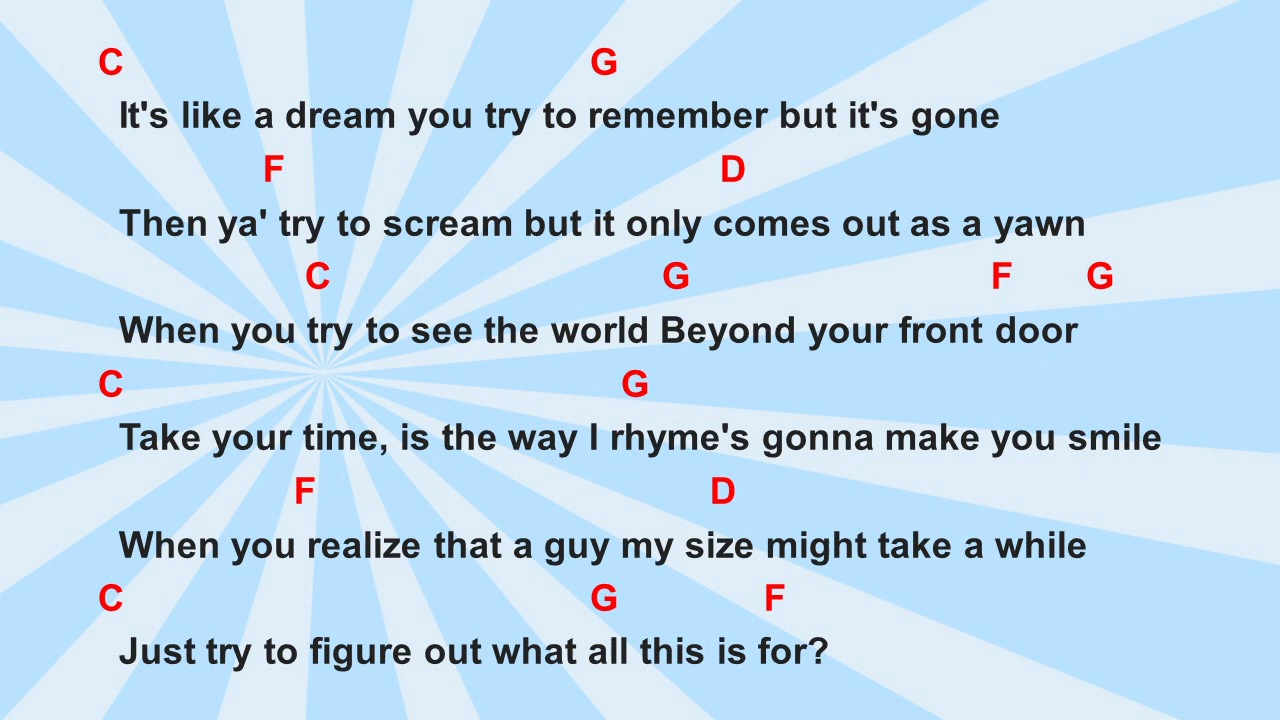 C G
It's like a dream you try to remember but it's gone
F D
Then ya' try to scream but it only comes out as a yawn
C G F G
When you try to see the world Beyond your front door
C G
Take your time, is the way I rhyme's gonna make you smile
F D
When you realize that a guy my size might take a while
C G F
Just try to figure out what all this is for?